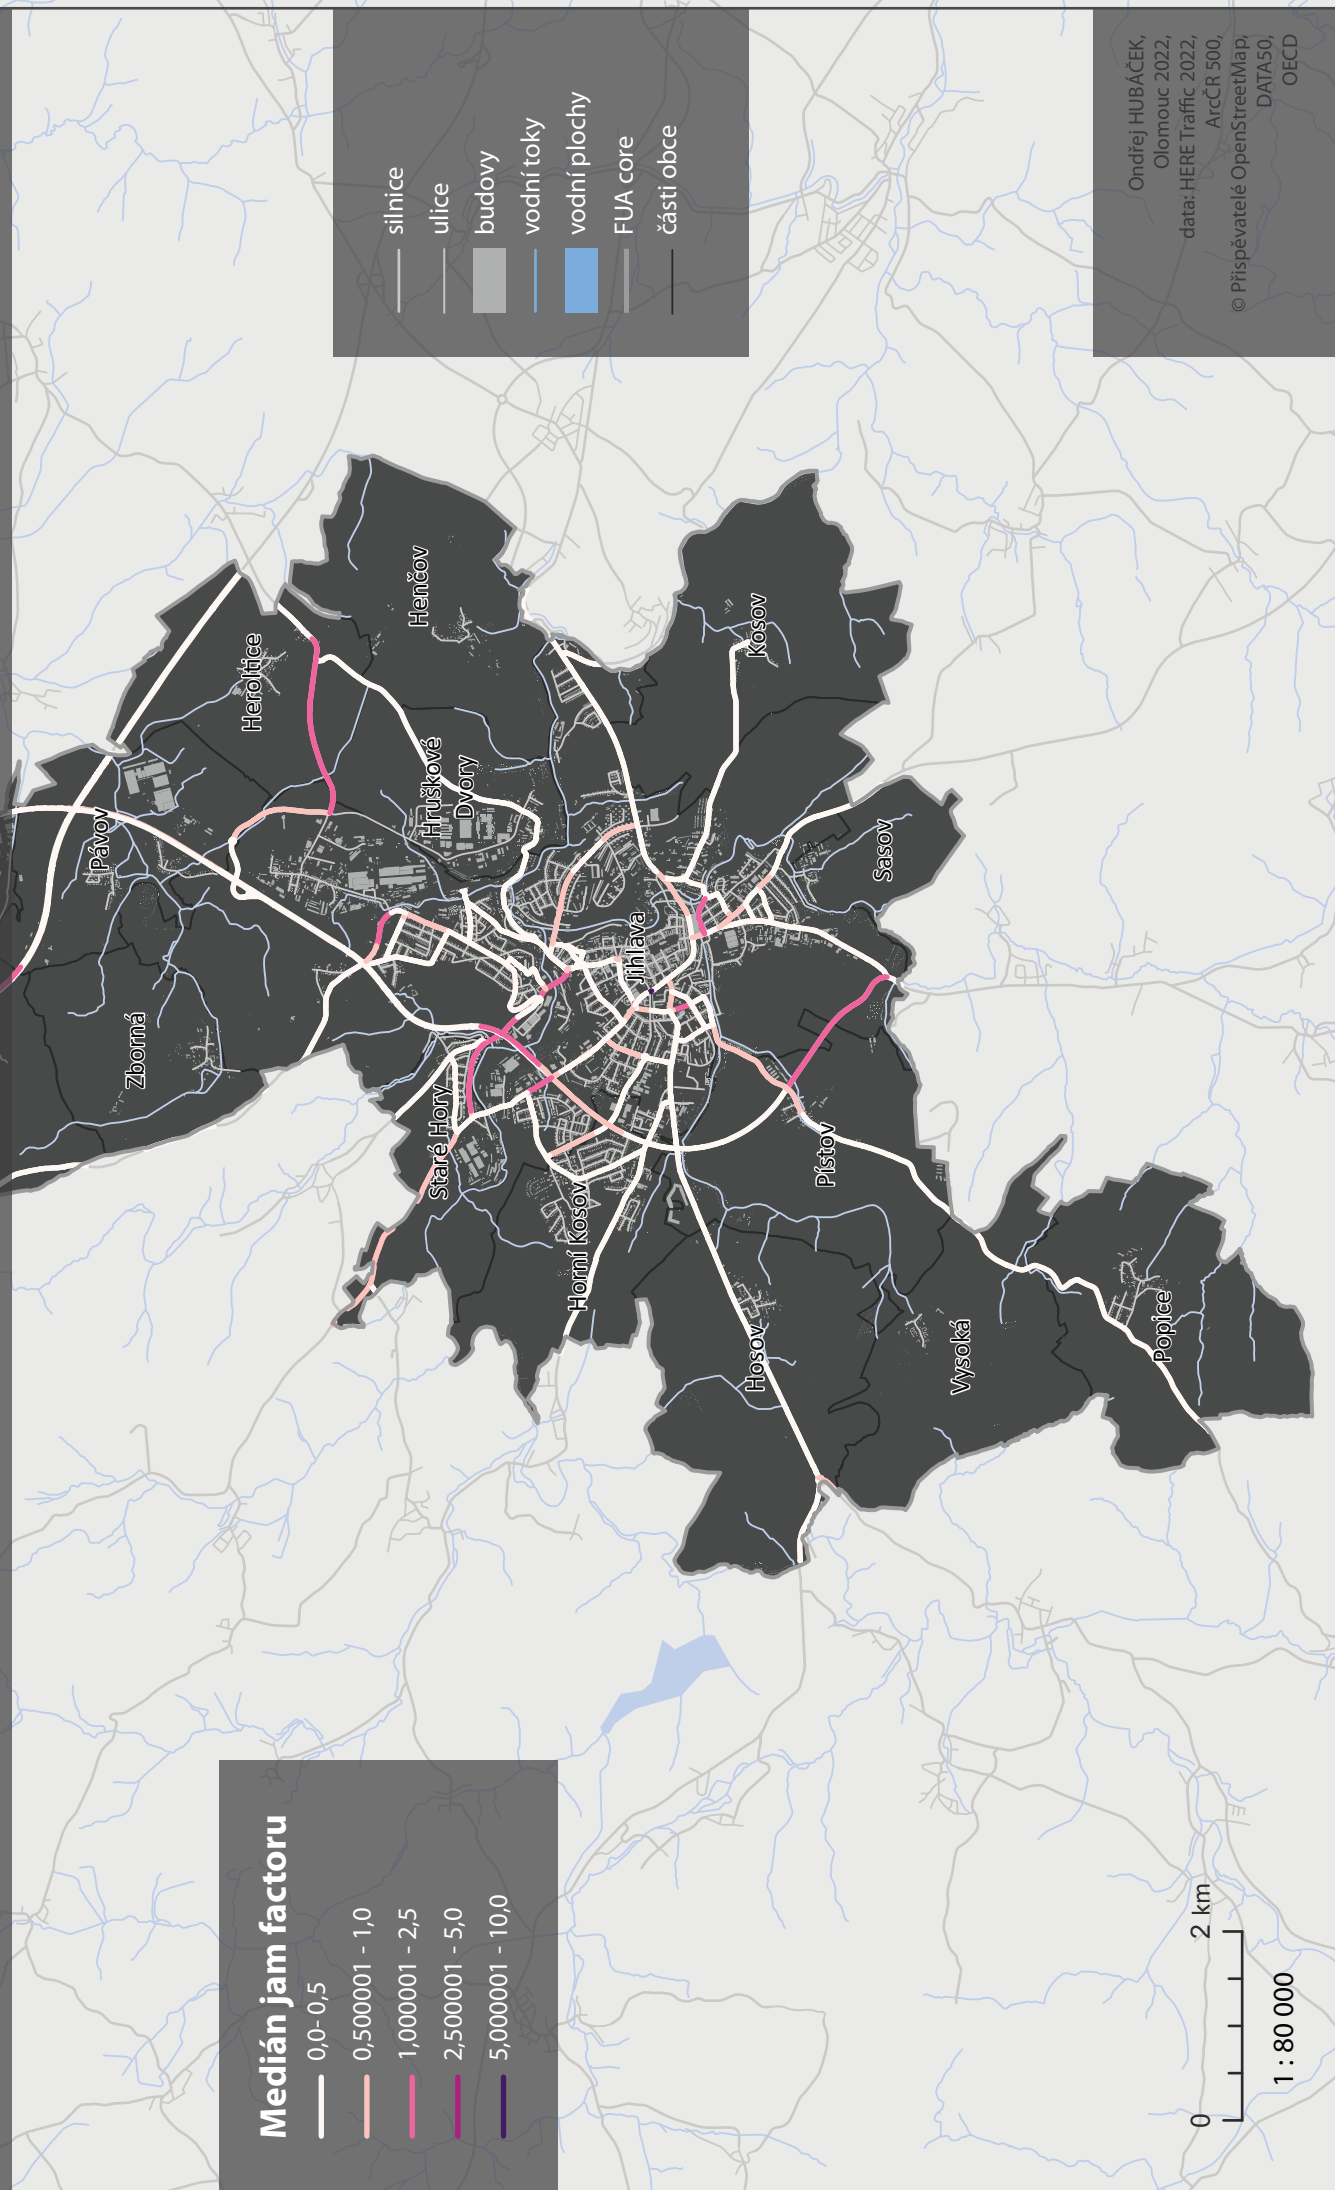 Medián jam factoru
0,0- 0,5
0,500001 - 1,0
1,000001 - 2,5
2,500001 - 5,0
5,000001 - 10,0
silnice
ulice
budovy
vodní toky
vodní plochy
FUA core
části obce
Ondřej HUBÁČEK,
Olomouc 2022,
data: HERE Traffic 2022,
ArcČR 500,
© Přispěvatelé OpenStreetMap,
DATA50,
OECD
Pávov
Zborná
Heroltice
Henčov
Hruškové
Dvory
Staré Hory
Horní Kosov
Jihlava
Kosov
Hosov
Pístov
Sasov
Vysoká
Popice
0
2 km
1 : 80 000